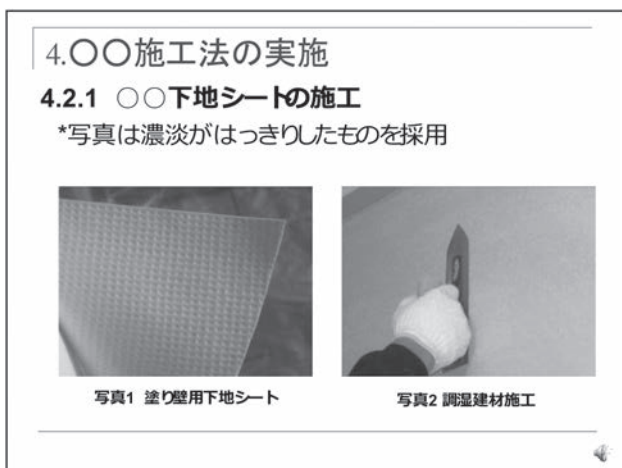 4.〇〇施工法の実施
4.2.1 〇〇下地シートの施工
*写真は濃淡がはっきりしたものを採用
写真1 塗り壁用下地シート
写真2 調湿建材施工